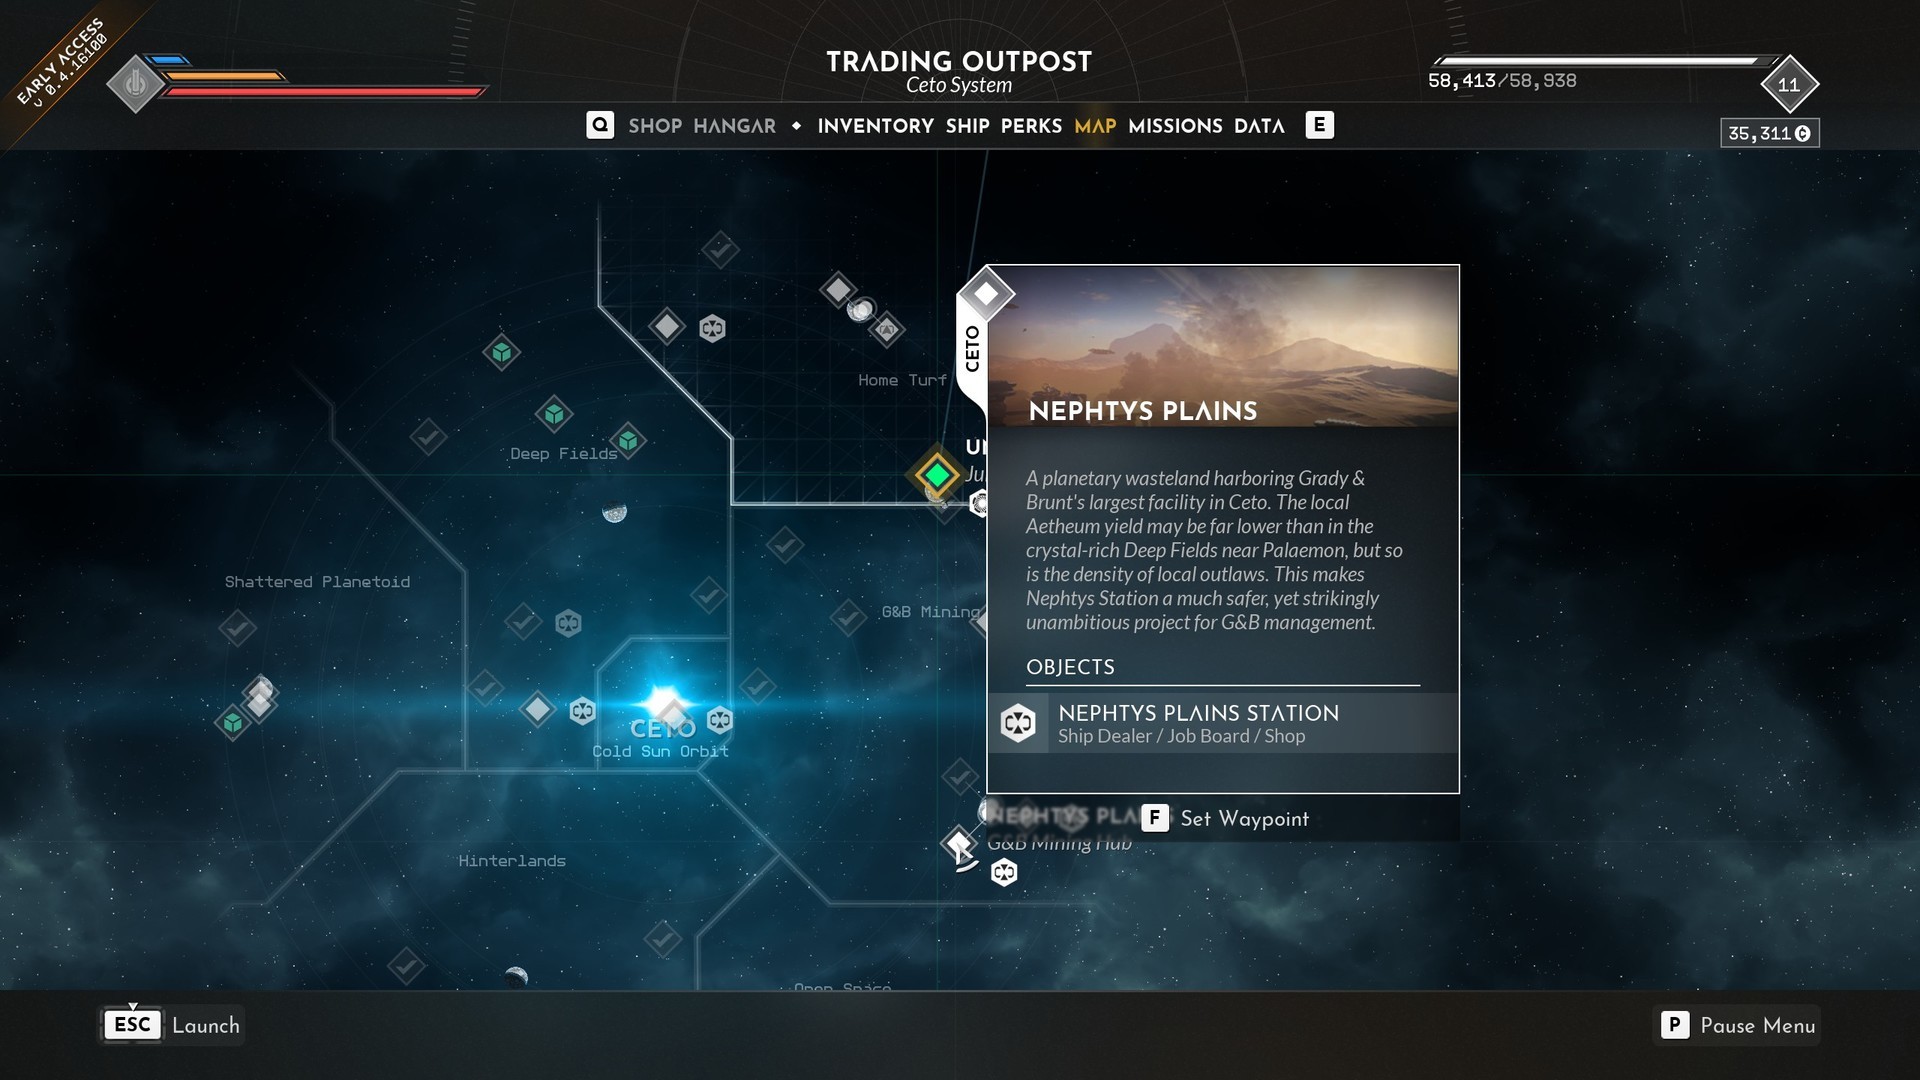 EARLY ACCESS
v 0.4.16100
TRADING OUTPOST
Ceto System
58,413/58,938
11
35,311
Q SHOP HANGAR INVENTORY SHIP PERKS MAP MISSIONS DATA E
Home Turf
Deep Fields
Shattered Planetoid
G&B Mining
CETO
Cold Sun Orbit
Hinterlands
Open Space
CETO
NEPHTYS PLAINS
A planetary wasteland harboring Grady &
Brunt's largest facility in Ceto. The local
Aetheum yield may be far lower than in the
crystal-rich Deep Fields near Palaemon, but so
is the density of local outlaws. This makes
Nephtys Station a much safer, yet strikingly
unambitious project for G&B management.
OBJECTS
NEPHTYS PLAINS STATION
Ship Dealer / Job Board / Shop
F Set Waypoint
G&B Mining Hub
ESC Launch
P Pause Menu